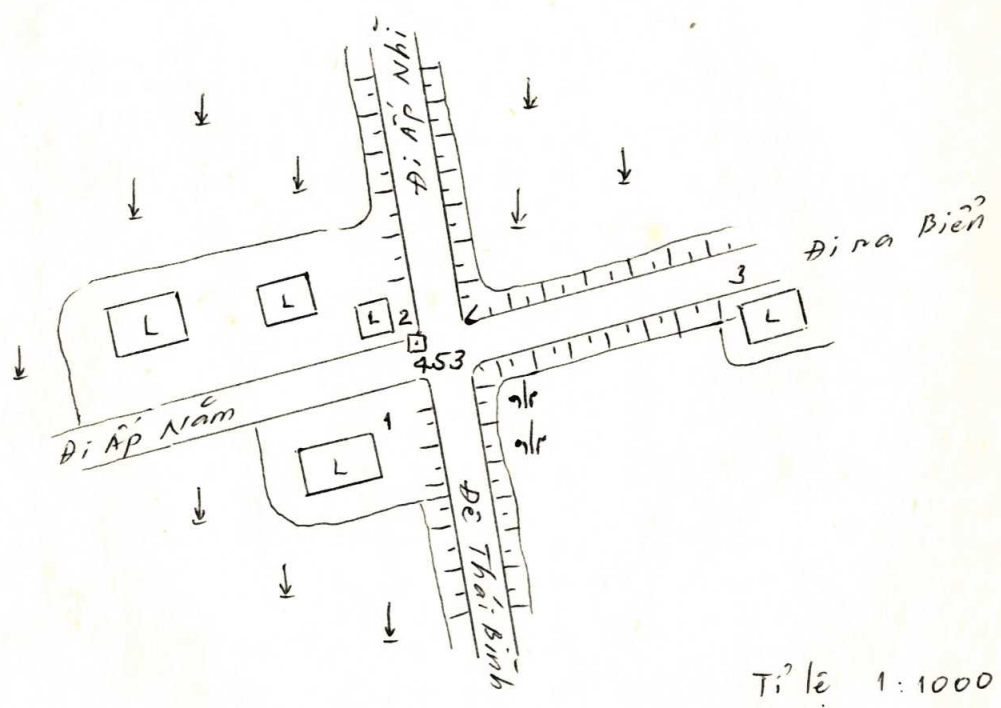 Đi Ấp Nhị
Đi ra Biển
3
L
L
L
L
2
453
Đi Ấp Năm
1
L
Đê Thái Bình
Tỉ lệ 1:1000